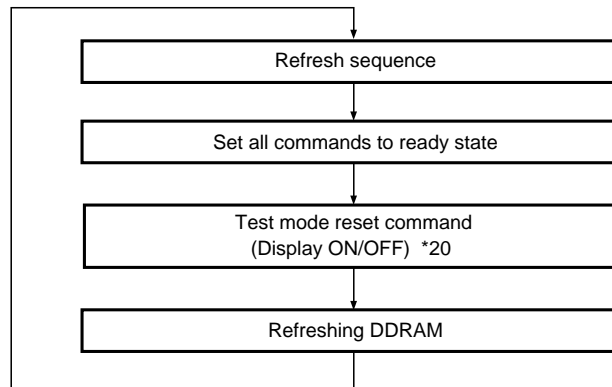 Refresh sequence
Set all commands to ready state
Test mode reset command
(Display ON/OFF) *20
Refreshing DDRAM